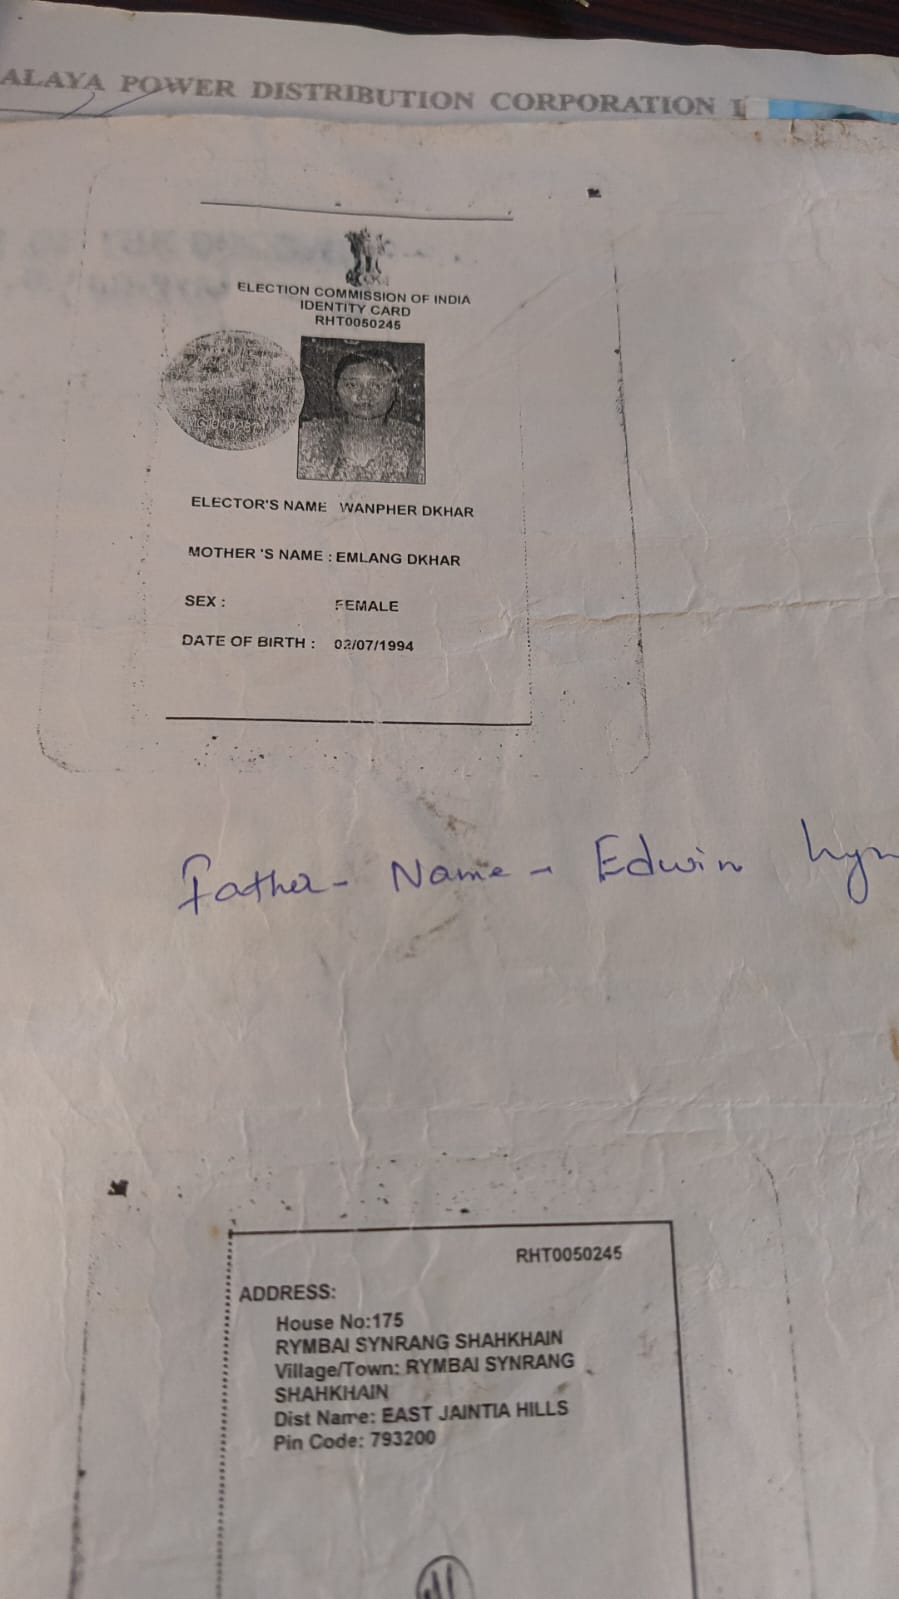 ALAYA POWER DISTRIBUTION CORPORATION
ELECTION COMMISSION OF INDIA
IDENTITY CARD
RHT0050245
ELECTOR'S NAME WANPHER DKHAR
MOTHER 'S NAME : EMLANG DKHAR
SEX : FEMALE
DATE OF BIRTH : 02/07/1994
Father - Name - Edwin
RHT0050245
ADDRESS:
House No:175
RYMBAI SYNRANG SHAHKHAIN
Village/Town: RYMBAI SYNRANG
SHAHKHAIN
Dist Name: EAST JAINTIA HILLS
Pin Code: 793200